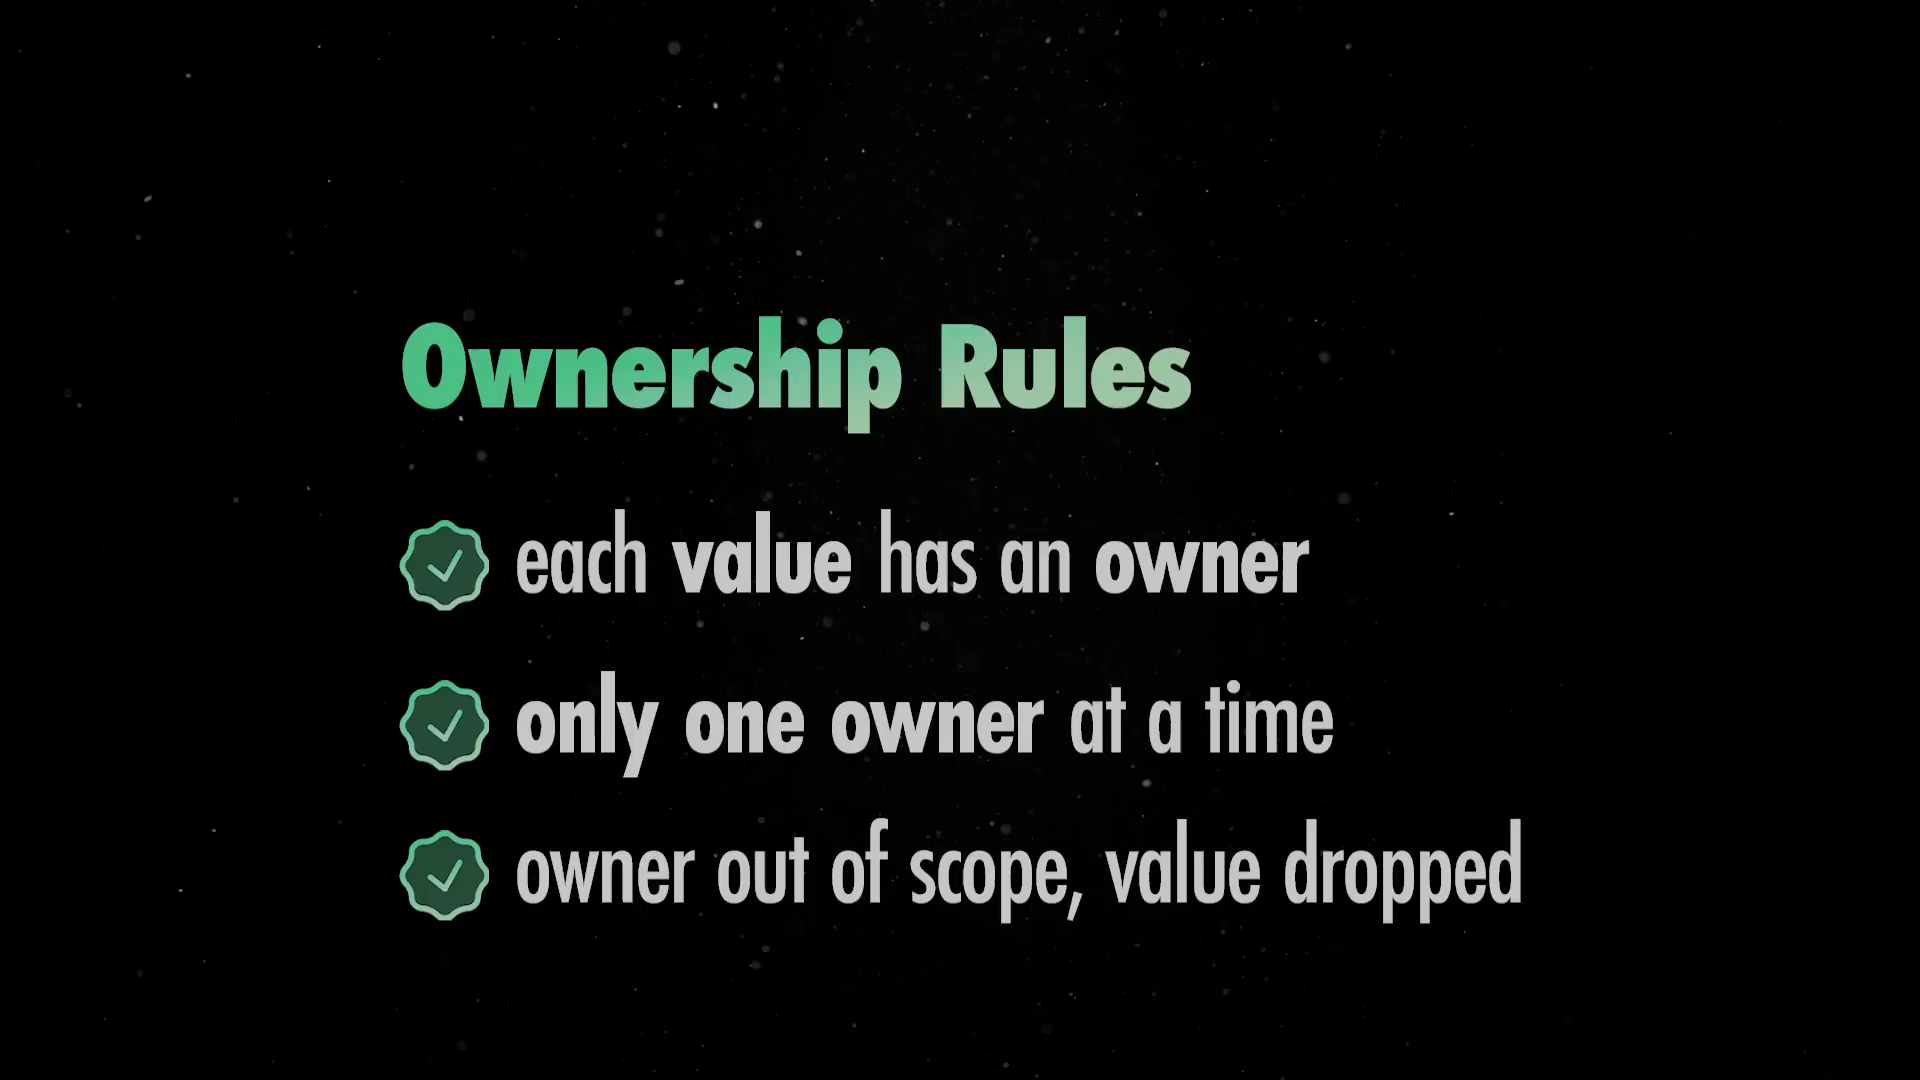 Ownership Rules
each value has an owner
only one owner at a time
owner out of scope, value dropped